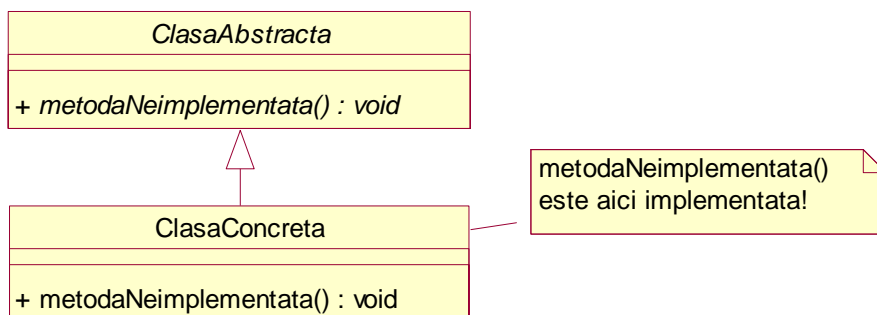 ClasaAbstracta
+ metodaNeimplementata() : void
metodaNeimplementata()
este aici implementata!
ClasaConcreta
+ metodaNeimplementata() : void